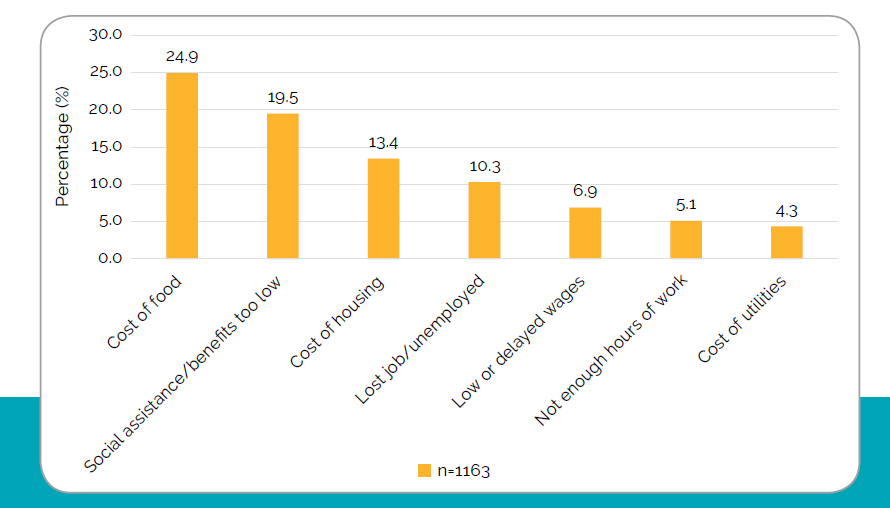 30.0
25.0
20.0
15.0
10.0
5.0
0.0
Percentage (%)
24.9
19.5
13.4
10.3
6.9
5.1
4.3
Cost of food
Social assistance/benefits too low
Cost of housing
Lost job/unemployed
Low or delayed wages
Not enough hours of work
Cost of utilities
n=1163